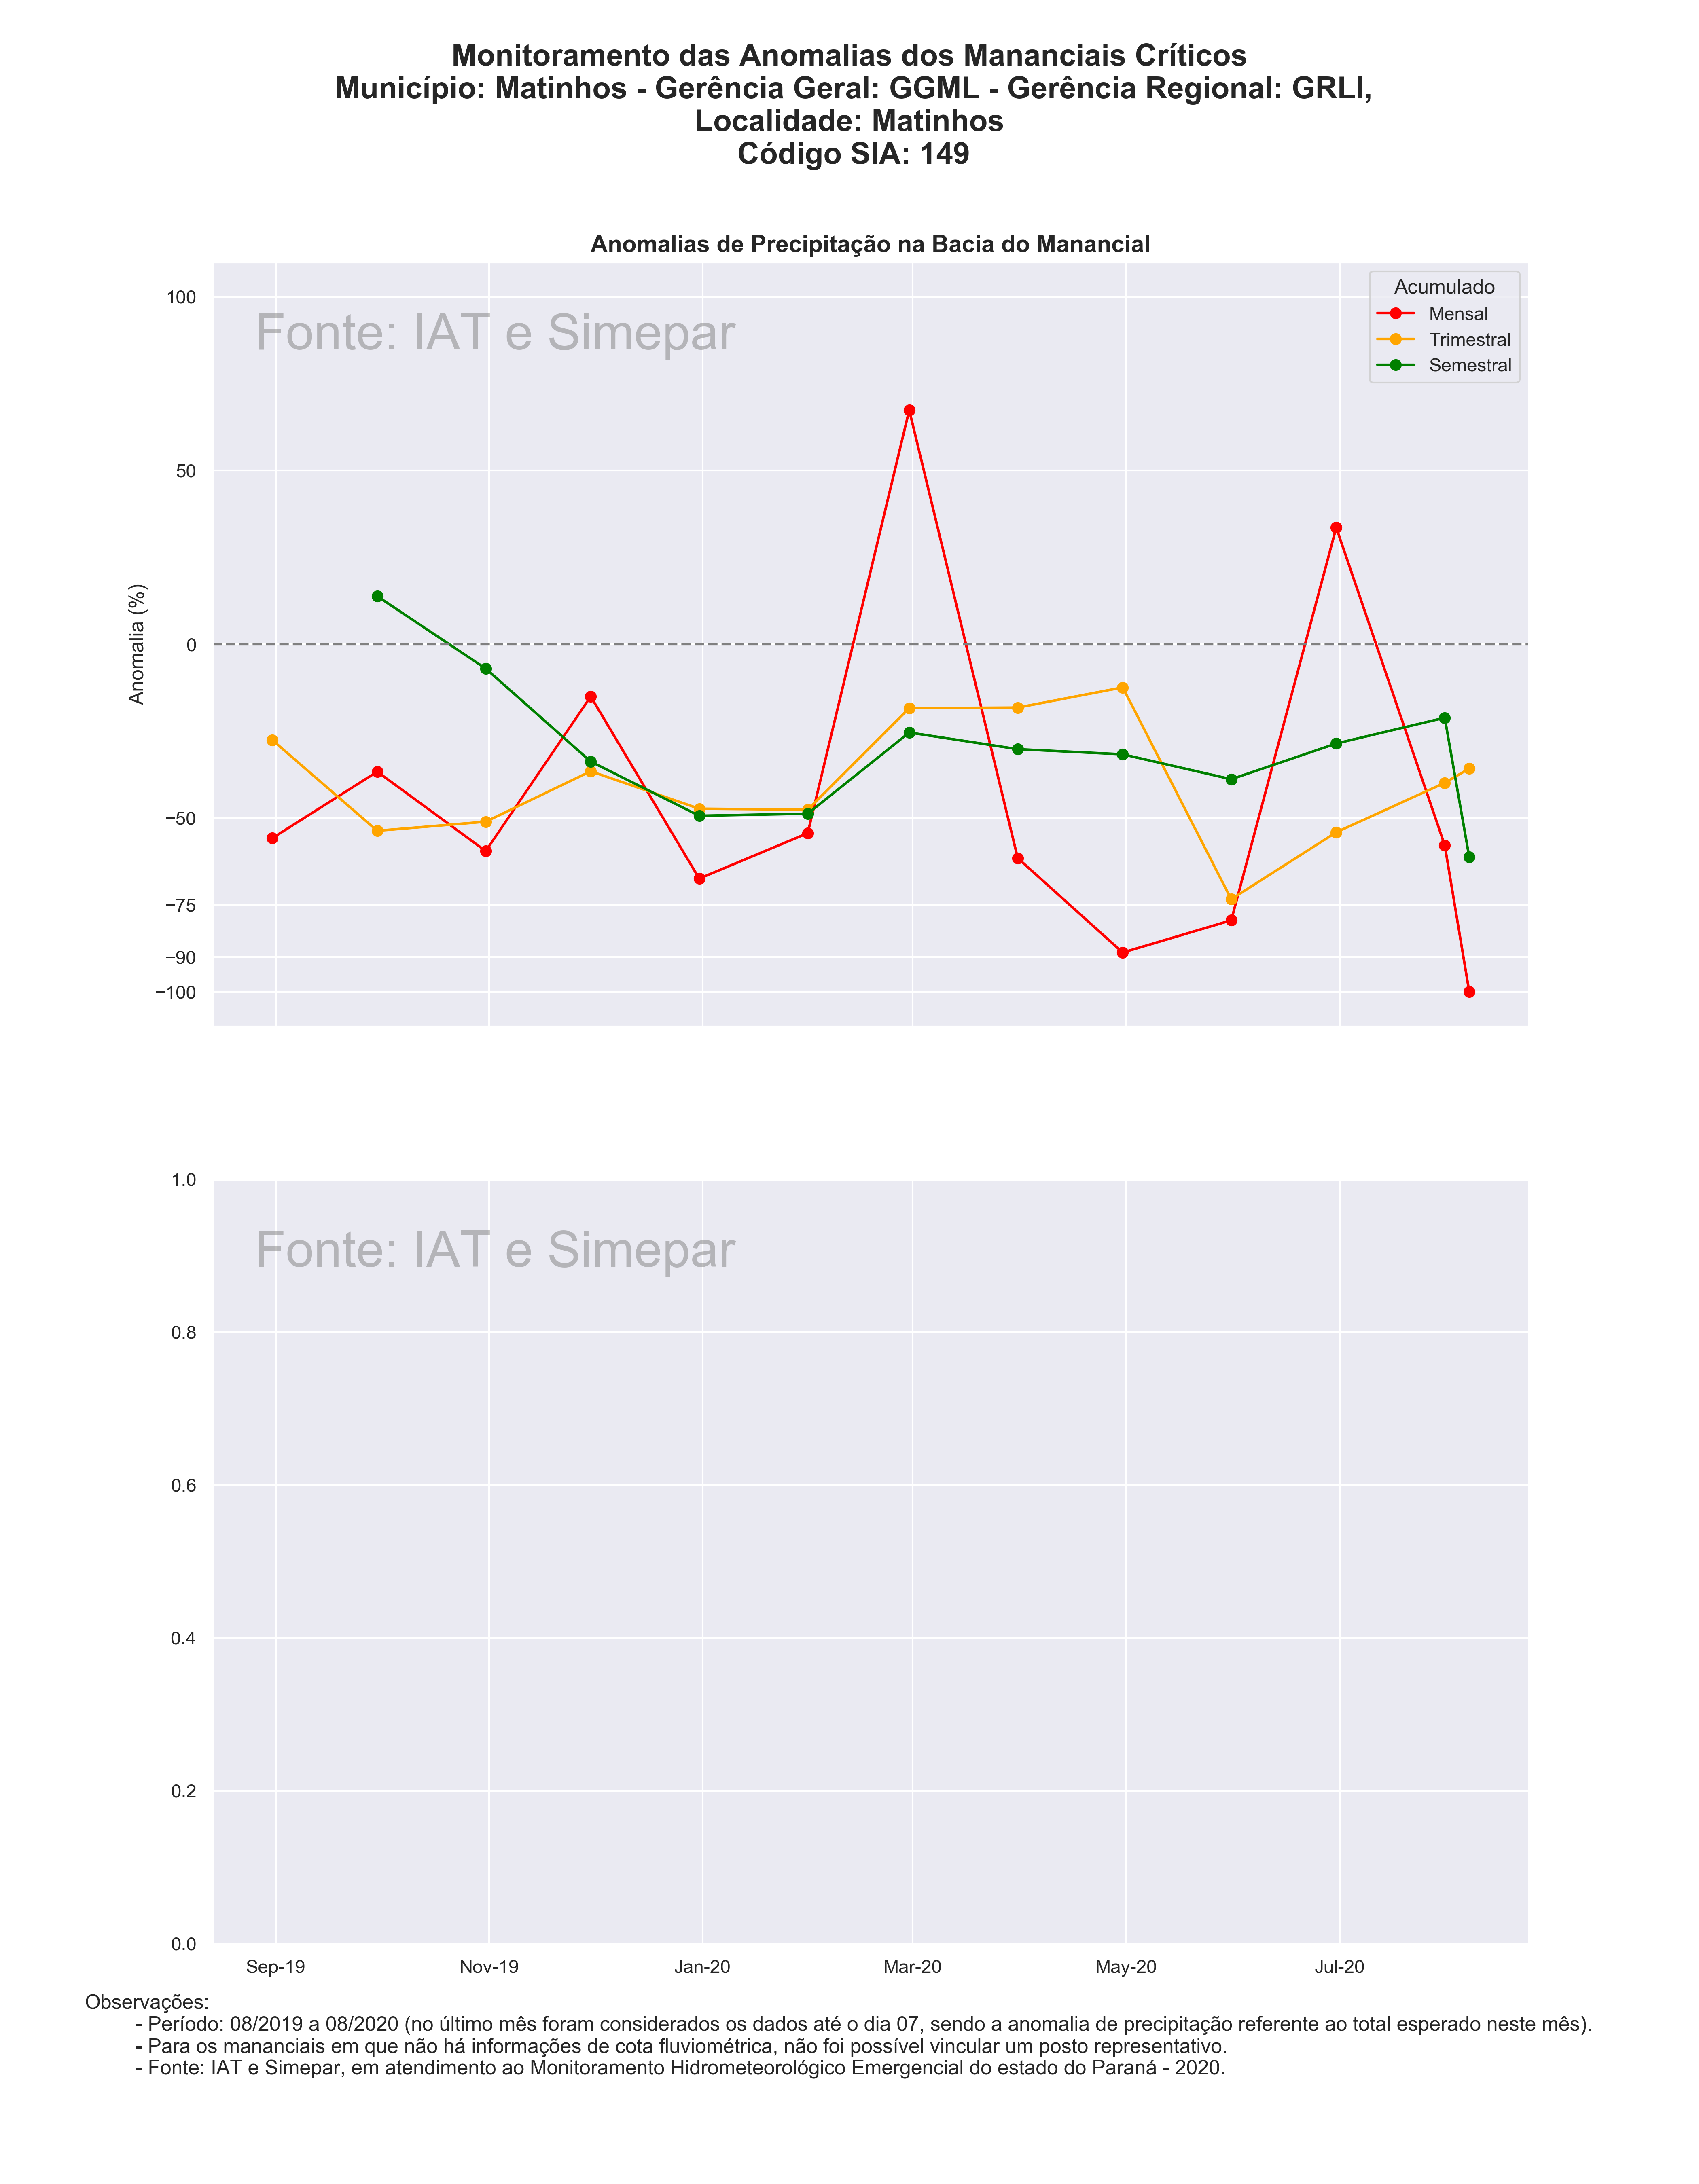 Monitoramento das Anomalias dos Mananciais Críticos
Município: Matinhos - Gerência Geral: GGML - Gerência Regional: GRLI,
Localidade: Matinhos
Código SIA: 149
Anomalias de Precipitação na Bacia do Manancial
Fonte: IAT e Simepar
Acumulado
Mensal
Trimestral
Semestral
Anomalia (%)
100
50
0
−50
−75
−90
−100
Fonte: IAT e Simepar
1.0
0.8
0.6
0.4
0.2
0.0
Sep-19 Nov-19 Jan-20 Mar-20 May-20 Jul-20
Observações:
- Período: 08/2019 a 08/2020 (no último mês foram considerados os dados até o dia 07, sendo a anomalia de precipitação referente ao total esperado neste mês).
- Para os mananciais em que não há informações de cota fluviométrica, não foi possível vincular um posto representativo.
- Fonte: IAT e Simepar, em atendimento ao Monitoramento Hidrometeorológico Emergencial do estado do Paraná - 2020.